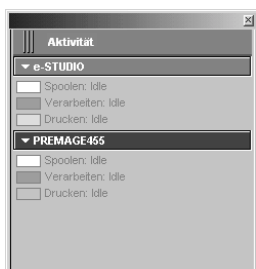 Aktivität
e-STUDIO
Spoolen: Idle
Verarbeiten: Idle
Drucken: Idle
PREMAGE455
Spoolen: Idle
Verarbeiten: Idle
Drucken: Idle